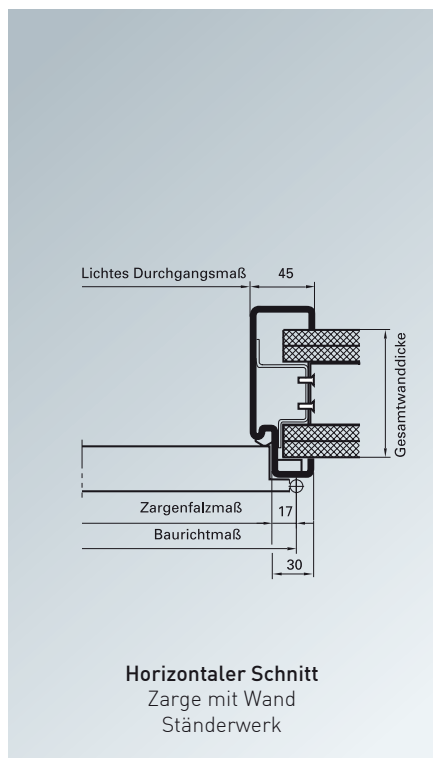 Lichtes Durchgangsmaß 45
Gesamtwanddicke
Zargenfalzmaß 17
Baurichtmaß
30
Horizontaler Schnitt
Zarge mit Wand
Ständerwerk